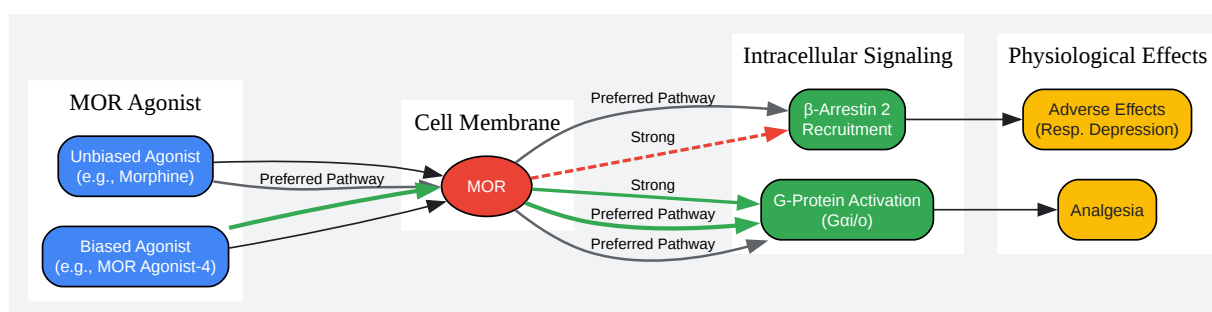 MOR Agonist
Unbiased Agonist
(e.g., Morphine)
Biased Agonist
(e.g., MOR Agonist-4)
Preferred Pathway
Cell Membrane
MOR
Preferred Pathway
Strong
Strong
Preferred Pathway
Preferred Pathway
Intracellular Signaling
β-Arrestin 2
Recruitment
G-Protein Activation
(Gαi/o)
Physiological Effects
Adverse Effects
(Resp. Depression)
Analgesia